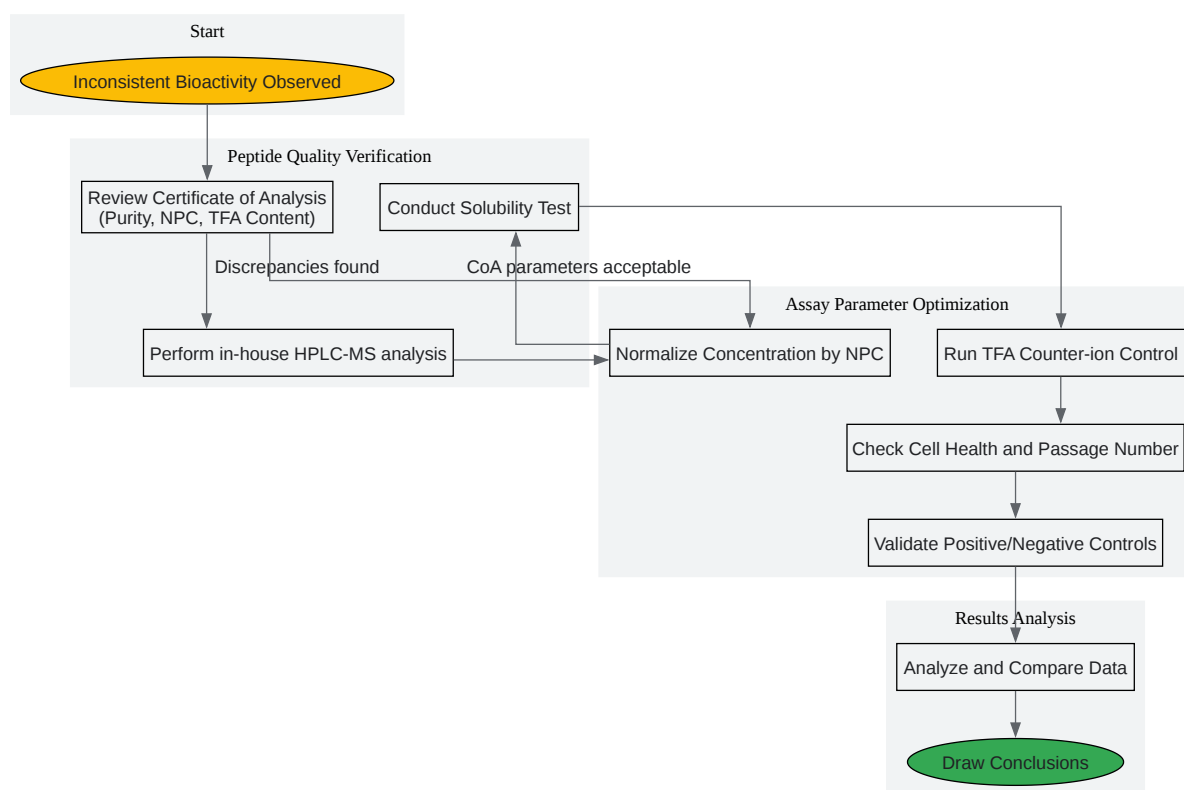 Start
Inconsistent Bioactivity Observed
Peptide Quality Verification
Review Certificate of Analysis
(Purity, NPC, TFA Content)
Conduct Solubility Test
Discrepancies found
CoA parameters acceptable
Assay Parameter Optimization
Perform in-house HPLC-MS analysis
Normalize Concentration by NPC
Run TFA Counter-ion Control
Check Cell Health and Passage Number
Validate Positive/Negative Controls
Results Analysis
Analyze and Compare Data
Draw Conclusions